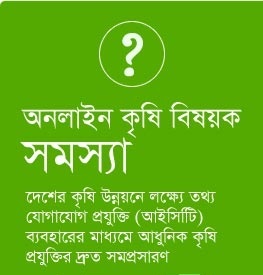 ?
অনলাইন কৃষি বিষয়ক
সমস্যা
দেশের কৃষি উন্নয়নে লক্ষ্যে তথ্য
যোগাযোগ প্রযুক্তি (আইসিটি)
ব্যবহারের মাধ্যমে আধুনিক কৃষি
প্রযুক্তির দ্রুত সমপ্রসারণ